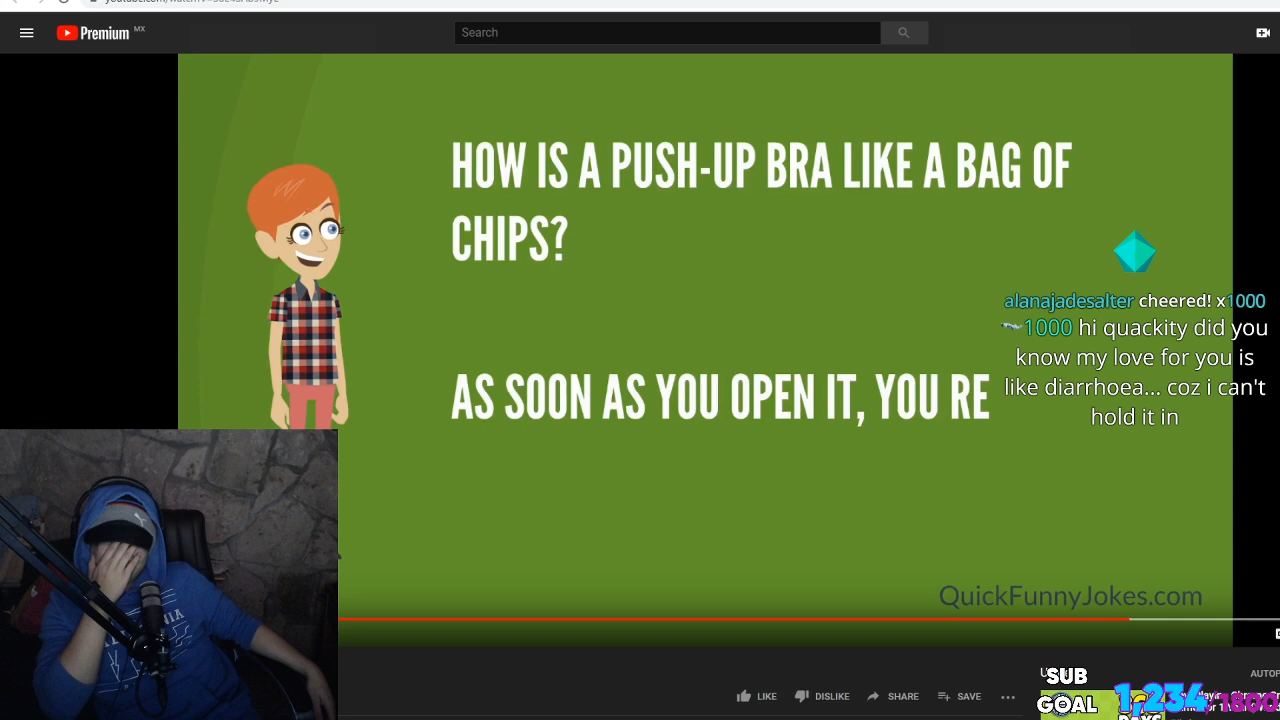 Premium MX
Search
HOW IS A PUSH-UP BRA LIKE A BAG OF
CHIPS?
alanajadesalter cheered! x1000
1000 hi quackity did you
know my love for you is
like diarrhoea... coz i can't
hold it in
AS SOON AS YOU OPEN IT, YOU RE
QuickFunnyJokes.com
LIKE
DISLIKE
SHARE
SAVE
AUTOP
SUB
GOAL
1,234/1800